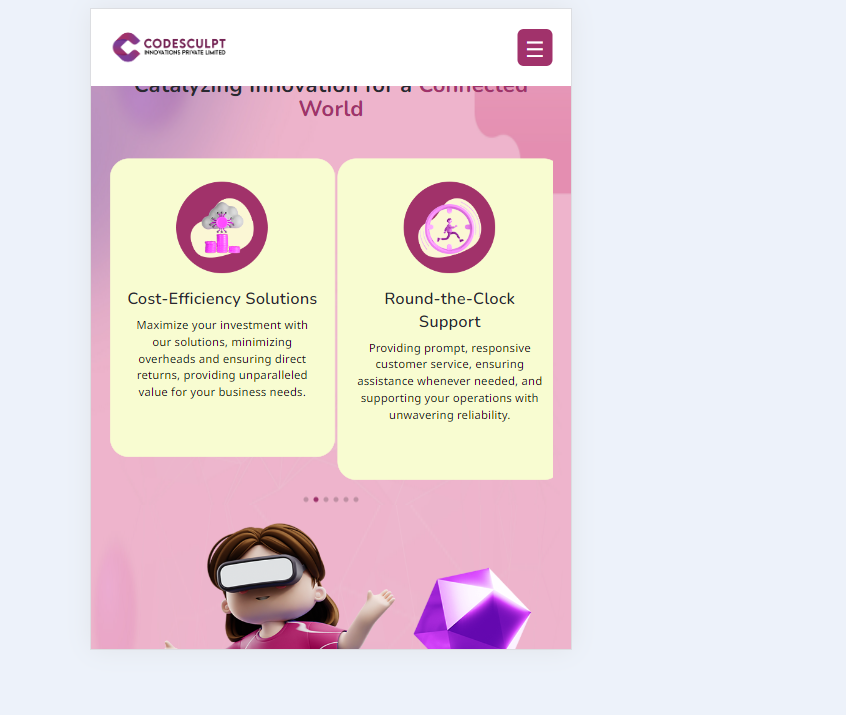 CODESCULPT
INNOVATIONS PRIVATE LIMITED
Catalyzing Innovation for a Connected
World
Cost-Efficiency Solutions
Maximize your investment with
our solutions, minimizing
overheads and ensuring direct
returns, providing unparalleled
value for your business needs.
Round-the-Clock
Support
Providing prompt, responsive
customer service, ensuring
assistance whenever needed, and
supporting your operations with
unwavering reliability.